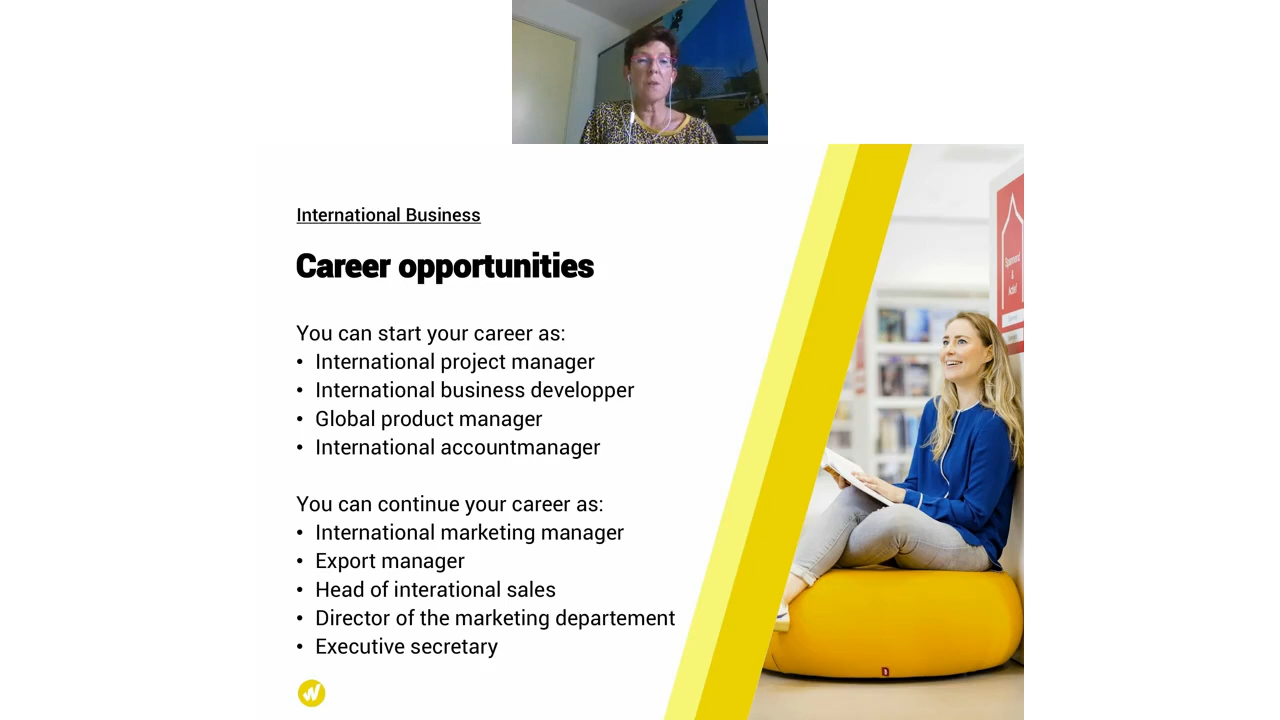 International Business
Career opportunities
You can start your career as:
• International project manager
• International business developper
• Global product manager
• International accountmanager
You can continue your career as:
• International marketing manager
• Export manager
• Head of interational sales
• Director of the marketing departement
• Executive secretary
Spannend
&
Actief